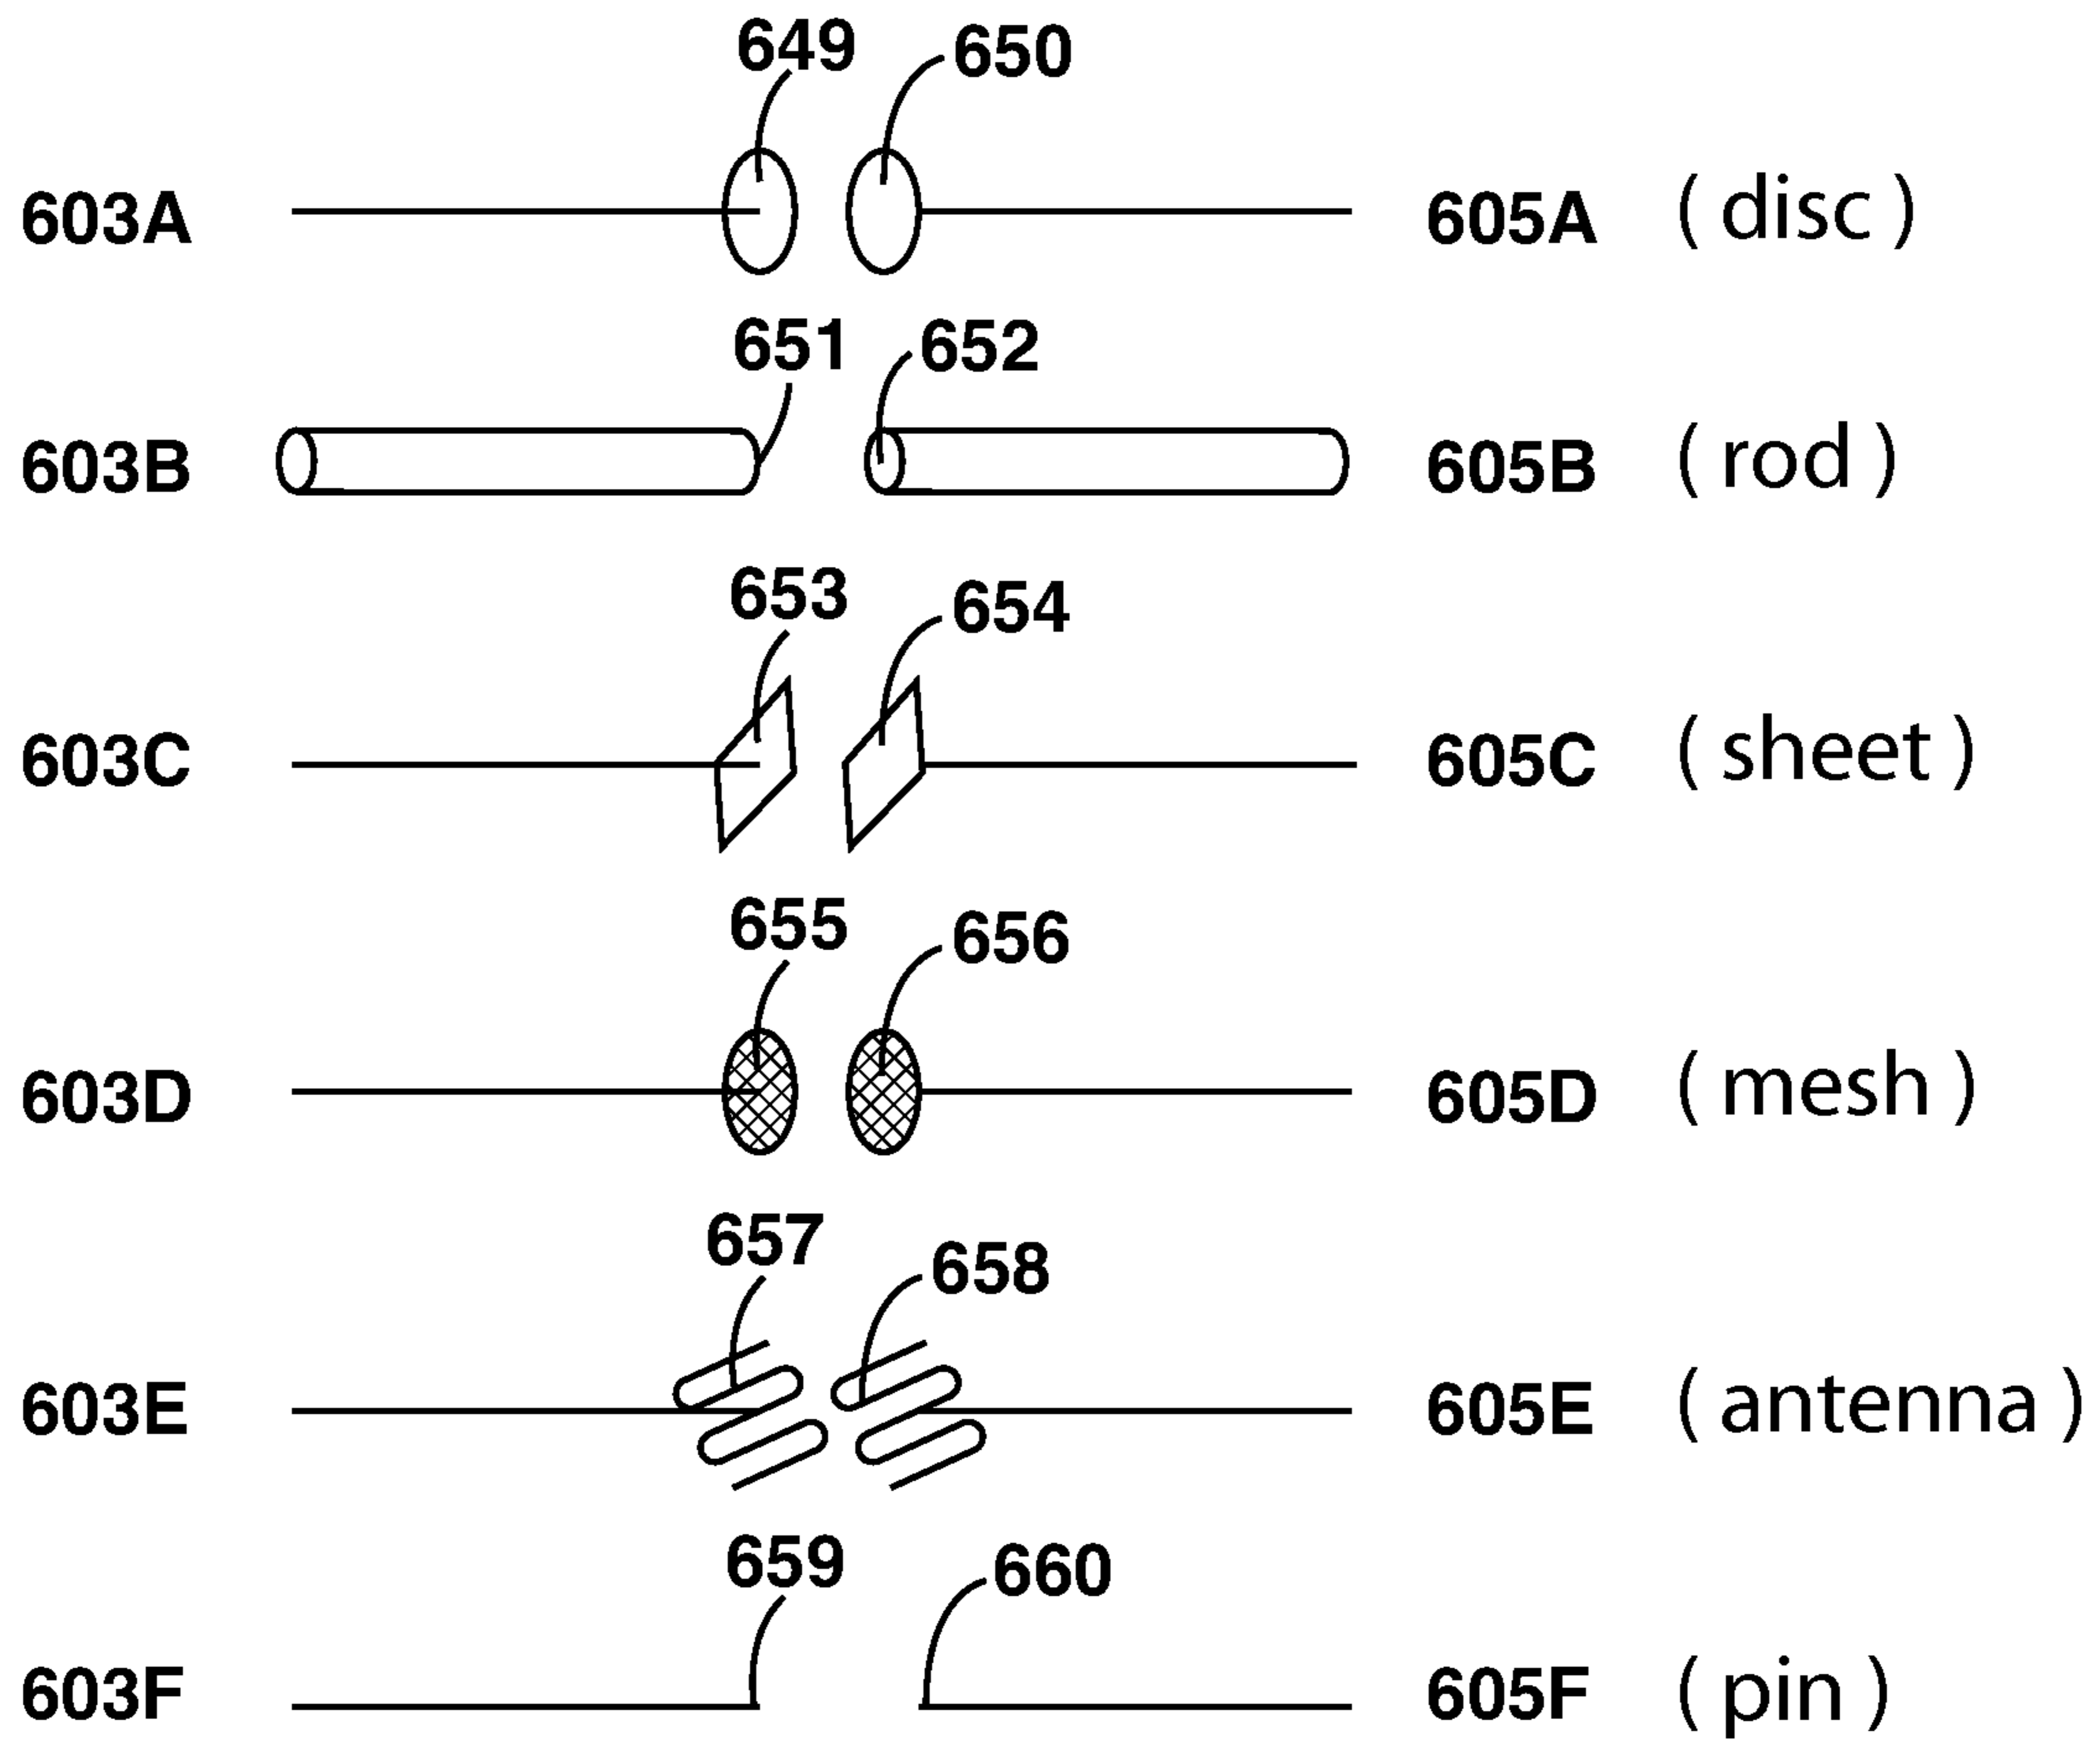 649 650
603A 605A ( disc )
651 652
603B 605B ( rod )
653 654
603C 605C ( sheet )
655 656
603D 605D ( mesh )
657 658
603E 605E ( antenna )
659 660
603F 605F ( pin )